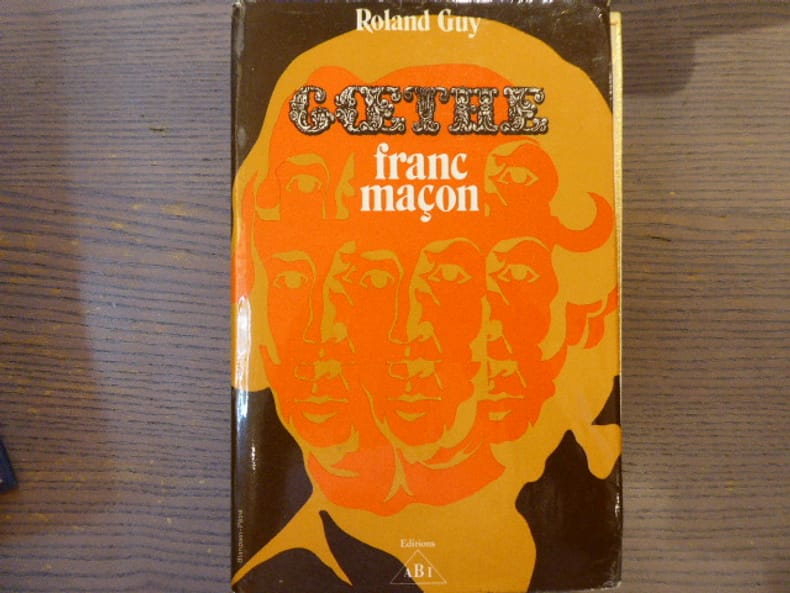 Roland Guy
GŒTHE
franc
maçon
Editions
ABI